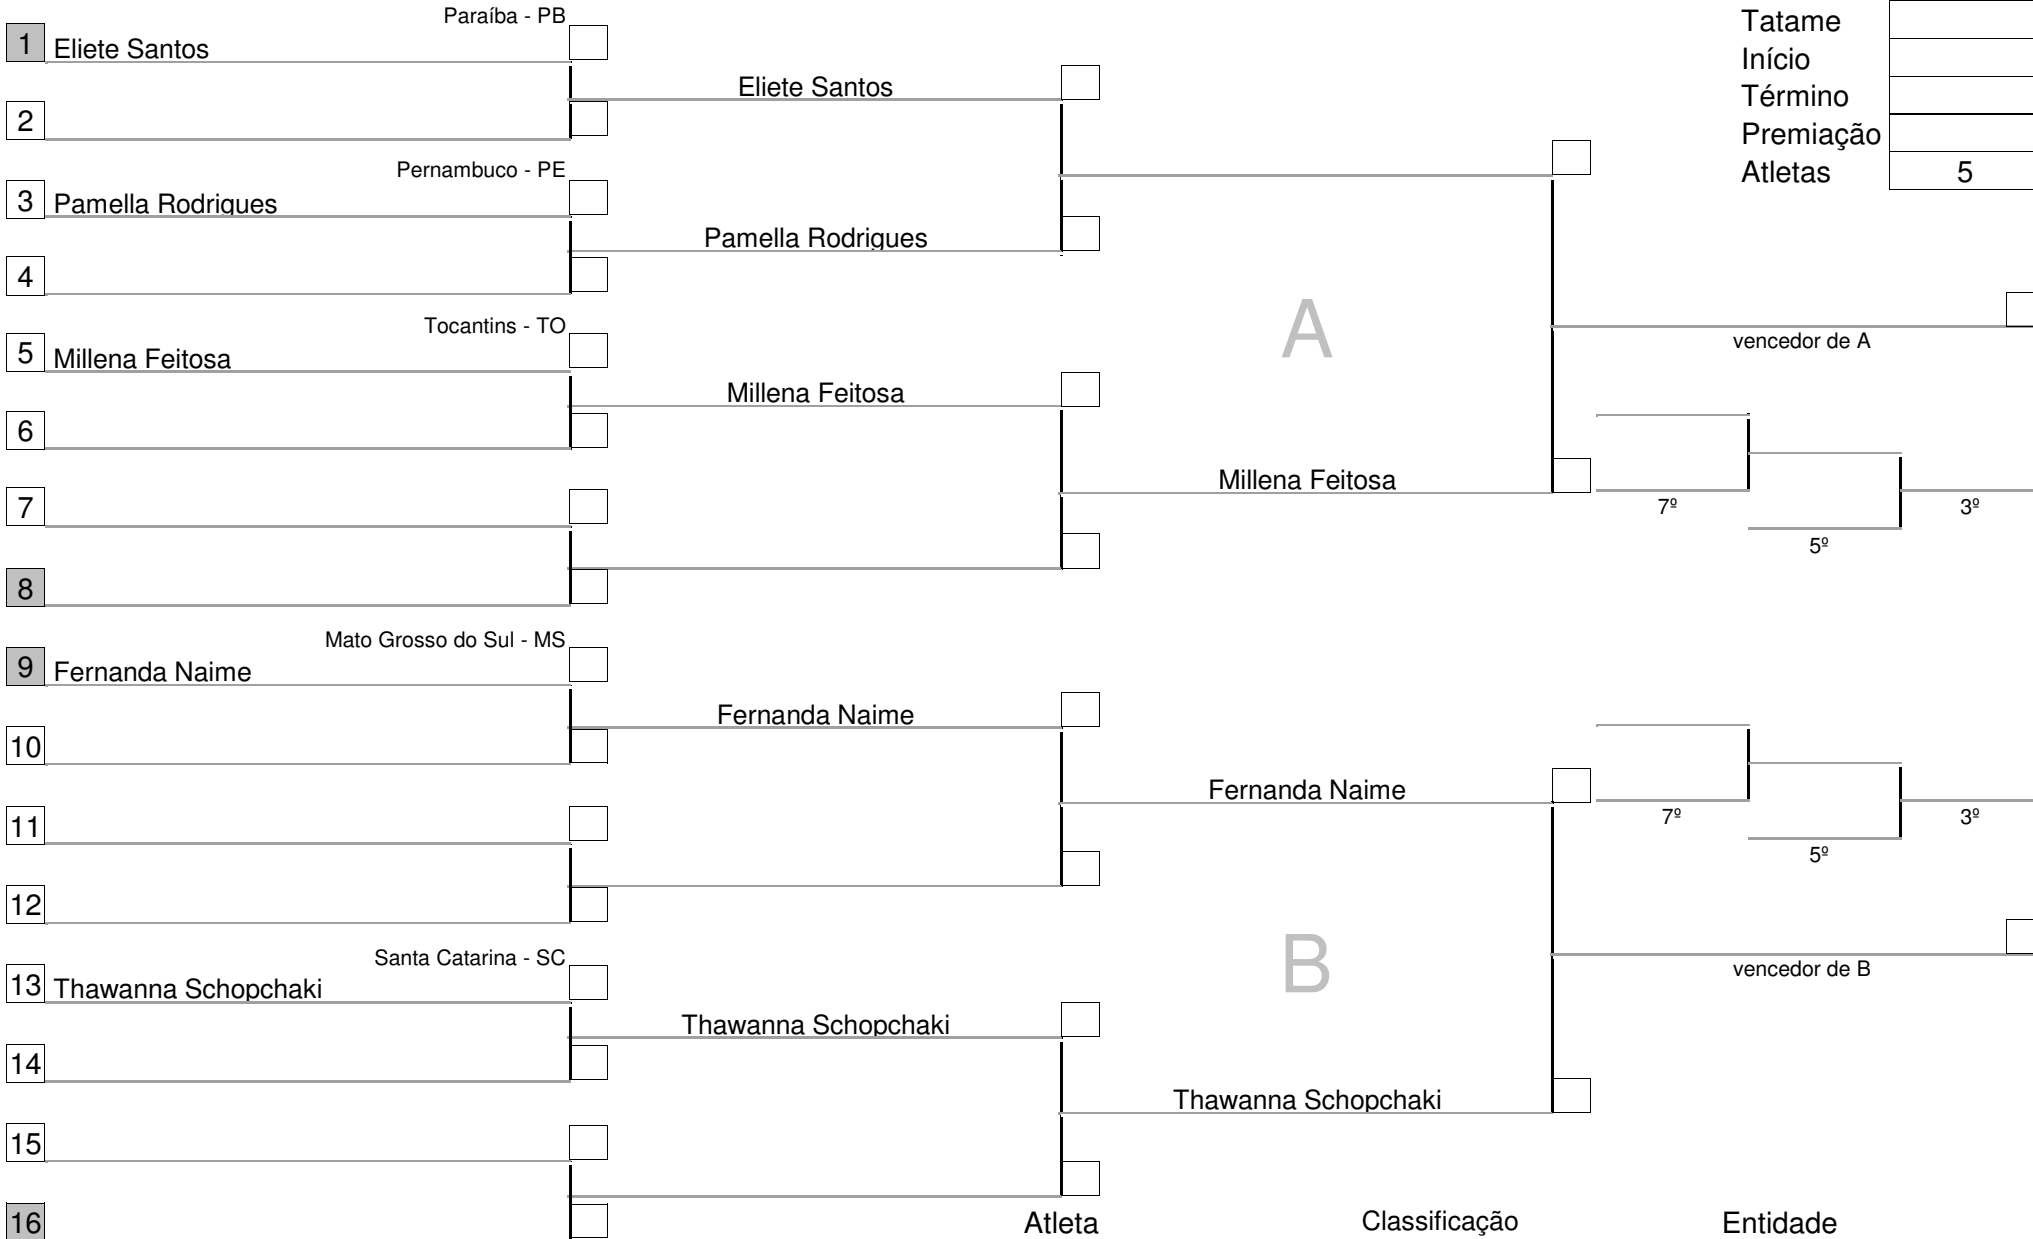 Paraíba - PB
1 Eliete Santos
Eliete Santos
2
Pernambuco - PE
3 Pamella Rodrigues
Pamella Rodrigues
4
Tocantins - TO
5 Millena Feitosa
Millena Feitosa
6
Millena Feitosa
7
8
Mato Grosso do Sul - MS
9 Fernanda Naime
Fernanda Naime
10
Fernanda Naime
11
12
Santa Catarina - SC
13 Thawanna Schopchaki
Thawanna Schopchaki
14
Thawanna Schopchaki
15
16
A
B
Tatame
Início
Término
Premiação
Atletas 5
vencedor de A
7º
3º
5º
7º
3º
5º
vencedor de B
Atleta Classificação Entidade